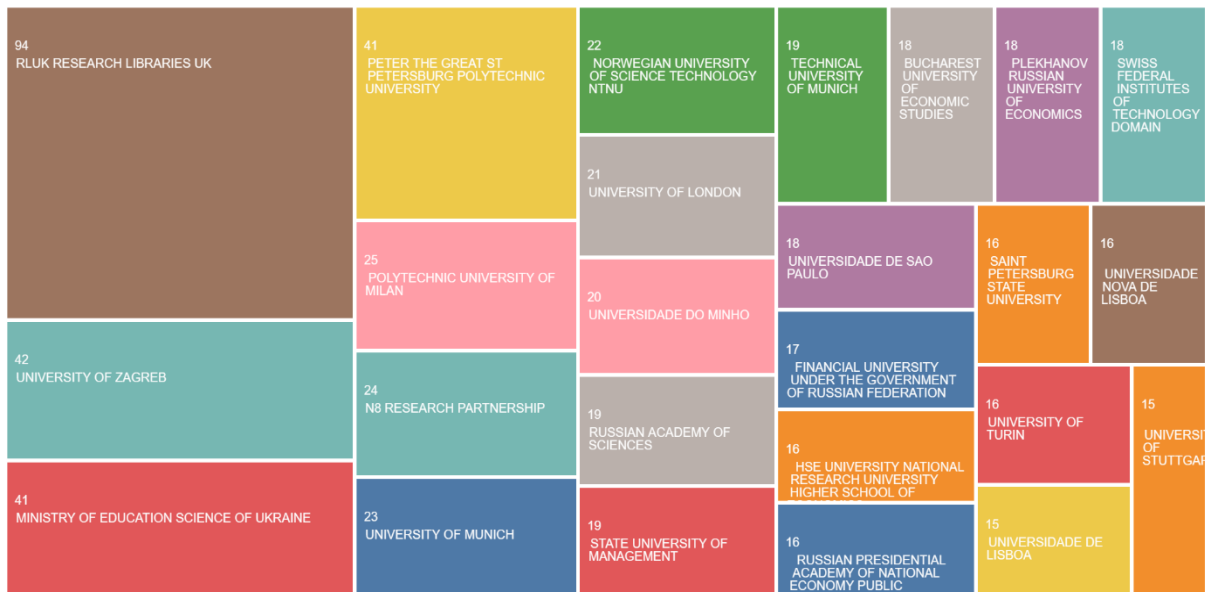 94
RLUK RESEARCH LIBRARIES UK
42
UNIVERSITY OF ZAGREB
41
MINISTRY OF EDUCATION SCIENCE OF UKRAINE
41
PETER THE GREAT ST
PETERSBURG POLYTECHNIC
UNIVERSITY
25
POLYTECHNIC UNIVERSITY OF
MILAN
24
N8 RESEARCH PARTNERSHIP
23
UNIVERSITY OF MUNICH
22
NORWEGIAN UNIVERSITY
OF SCIENCE TECHNOLOGY
NTNU
21
UNIVERSITY OF LONDON
20
UNIVERSIDADE DO MINHO
19
RUSSIAN ACADEMY OF
SCIENCES
19
STATE UNIVERSITY OF
MANAGEMENT
19
TECHNICAL
UNIVERSITY
OF MUNICH
18
BUCHAREST
UNIVERSITY
OF
ECONOMIC
STUDIES
18
PLEKHANOV
RUSSIAN
UNIVERSITY
OF
ECONOMICS
18
SWISS
FEDERAL
INSTITUTES
OF
TECHNOLOGY
DOMAIN
18
UNIVERSIDADE DE SAO
PAULO
17
FINANCIAL UNIVERSITY
UNDER THE GOVERNMENT
OF RUSSIAN FEDERATION
16
HSE UNIVERSITY NATIONAL
RESEARCH UNIVERSITY
HIGHER SCHOOL OF
16
RUSSIAN PRESIDENTIAL
ACADEMY OF NATIONAL
ECONOMY PUBLIC
16
SAINT
PETERSBURG
STATE
UNIVERSITY
16
UNIVERSIDADE
NOVA DE
LISBOA
16
UNIVERSITY OF
TURIN
15
UNIVERSIDADE DE
LISBOA
15
UNIVERSIT
OF
STUTTGAR